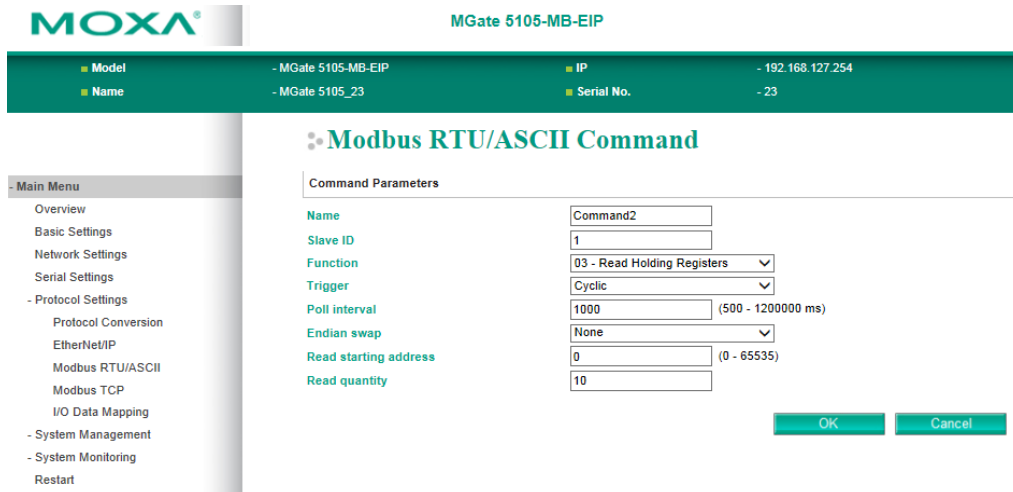 MOXA®
MGate 5105-MB-EIP
Model - MGate 5105-MB-EIP IP - 192.168.127.254
Name - MGate 5105_23 Serial No. - 23
Modbus RTU/ASCII Command
- Main Menu
Overview
Basic Settings
Network Settings
Serial Settings
- Protocol Settings
Protocol Conversion
EtherNet/IP
Modbus RTU/ASCII
Modbus TCP
I/O Data Mapping
- System Management
- System Monitoring
Restart
Command Parameters
Name Command2
Slave ID 1
Function 03 - Read Holding Registers
Trigger Cyclic
Poll interval 1000 (500 - 1200000 ms)
Endian swap None
Read starting address 0 (0 - 65535)
Read quantity 10
OK Cancel